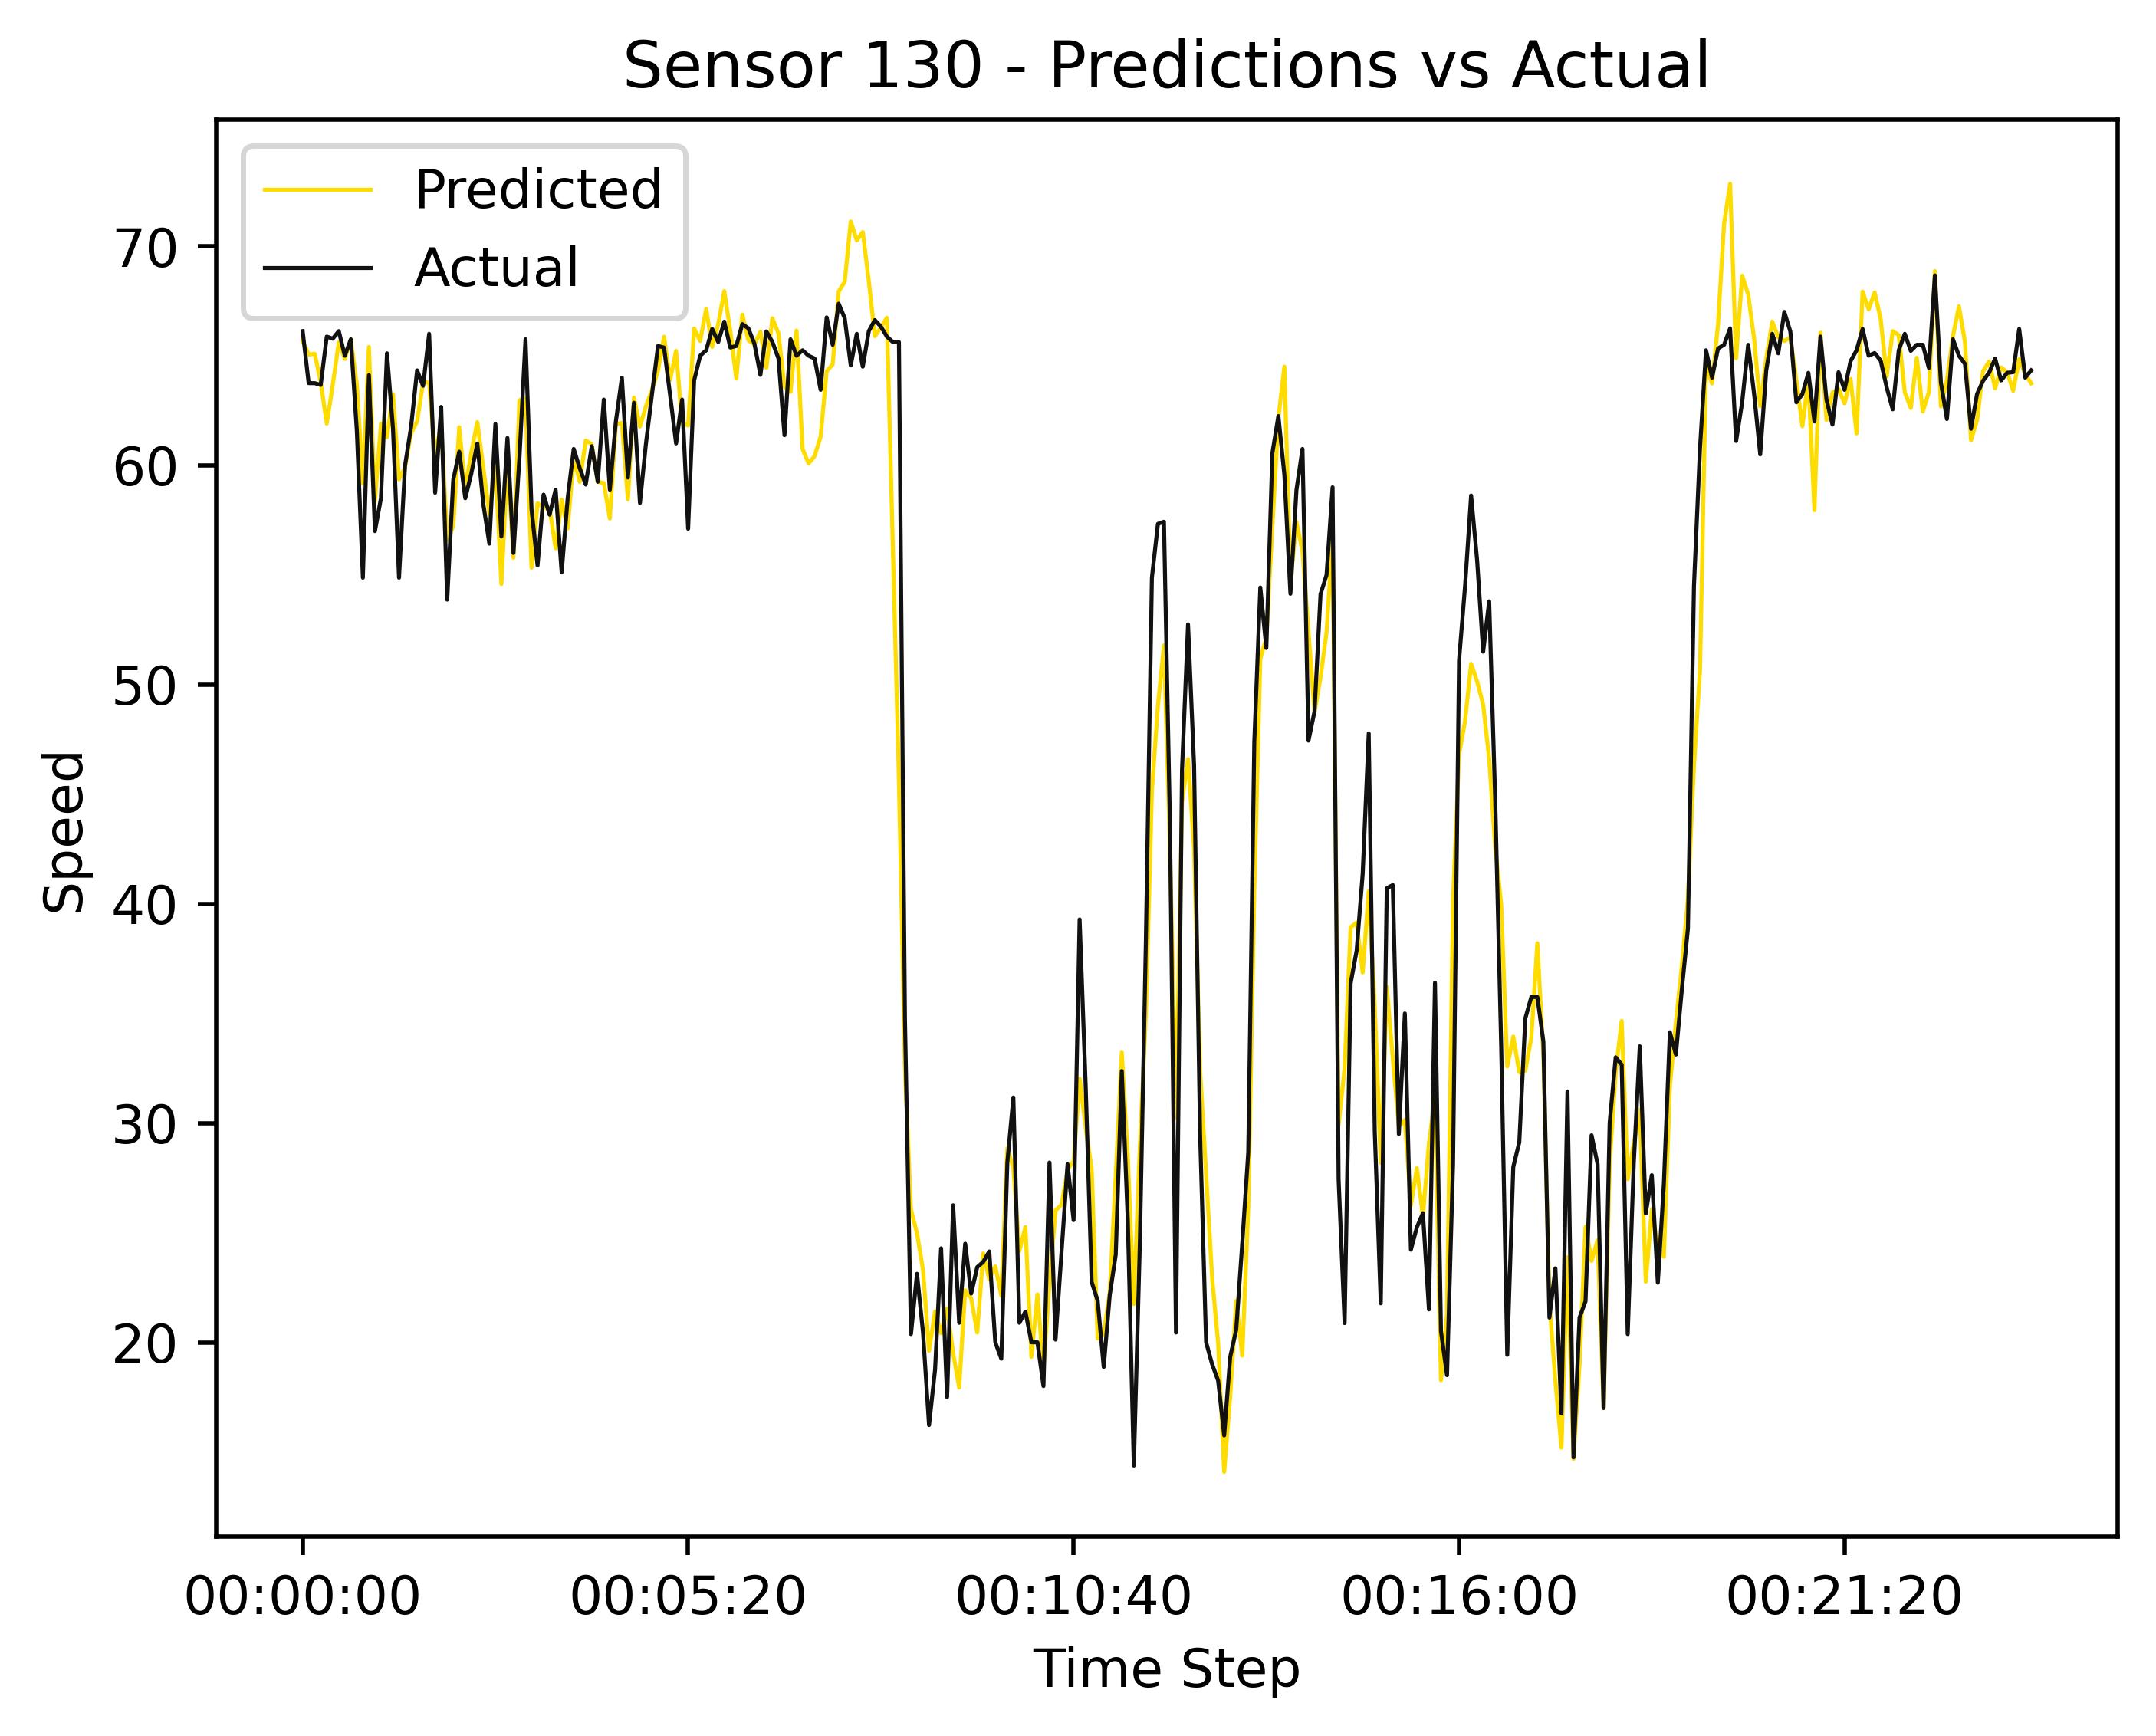 Sensor 130 - Predictions vs Actual
Predicted
Actual
70
60
50
40
30
20
Speed
00:00:00
00:05:20
00:10:40
00:16:00
00:21:20
Time Step